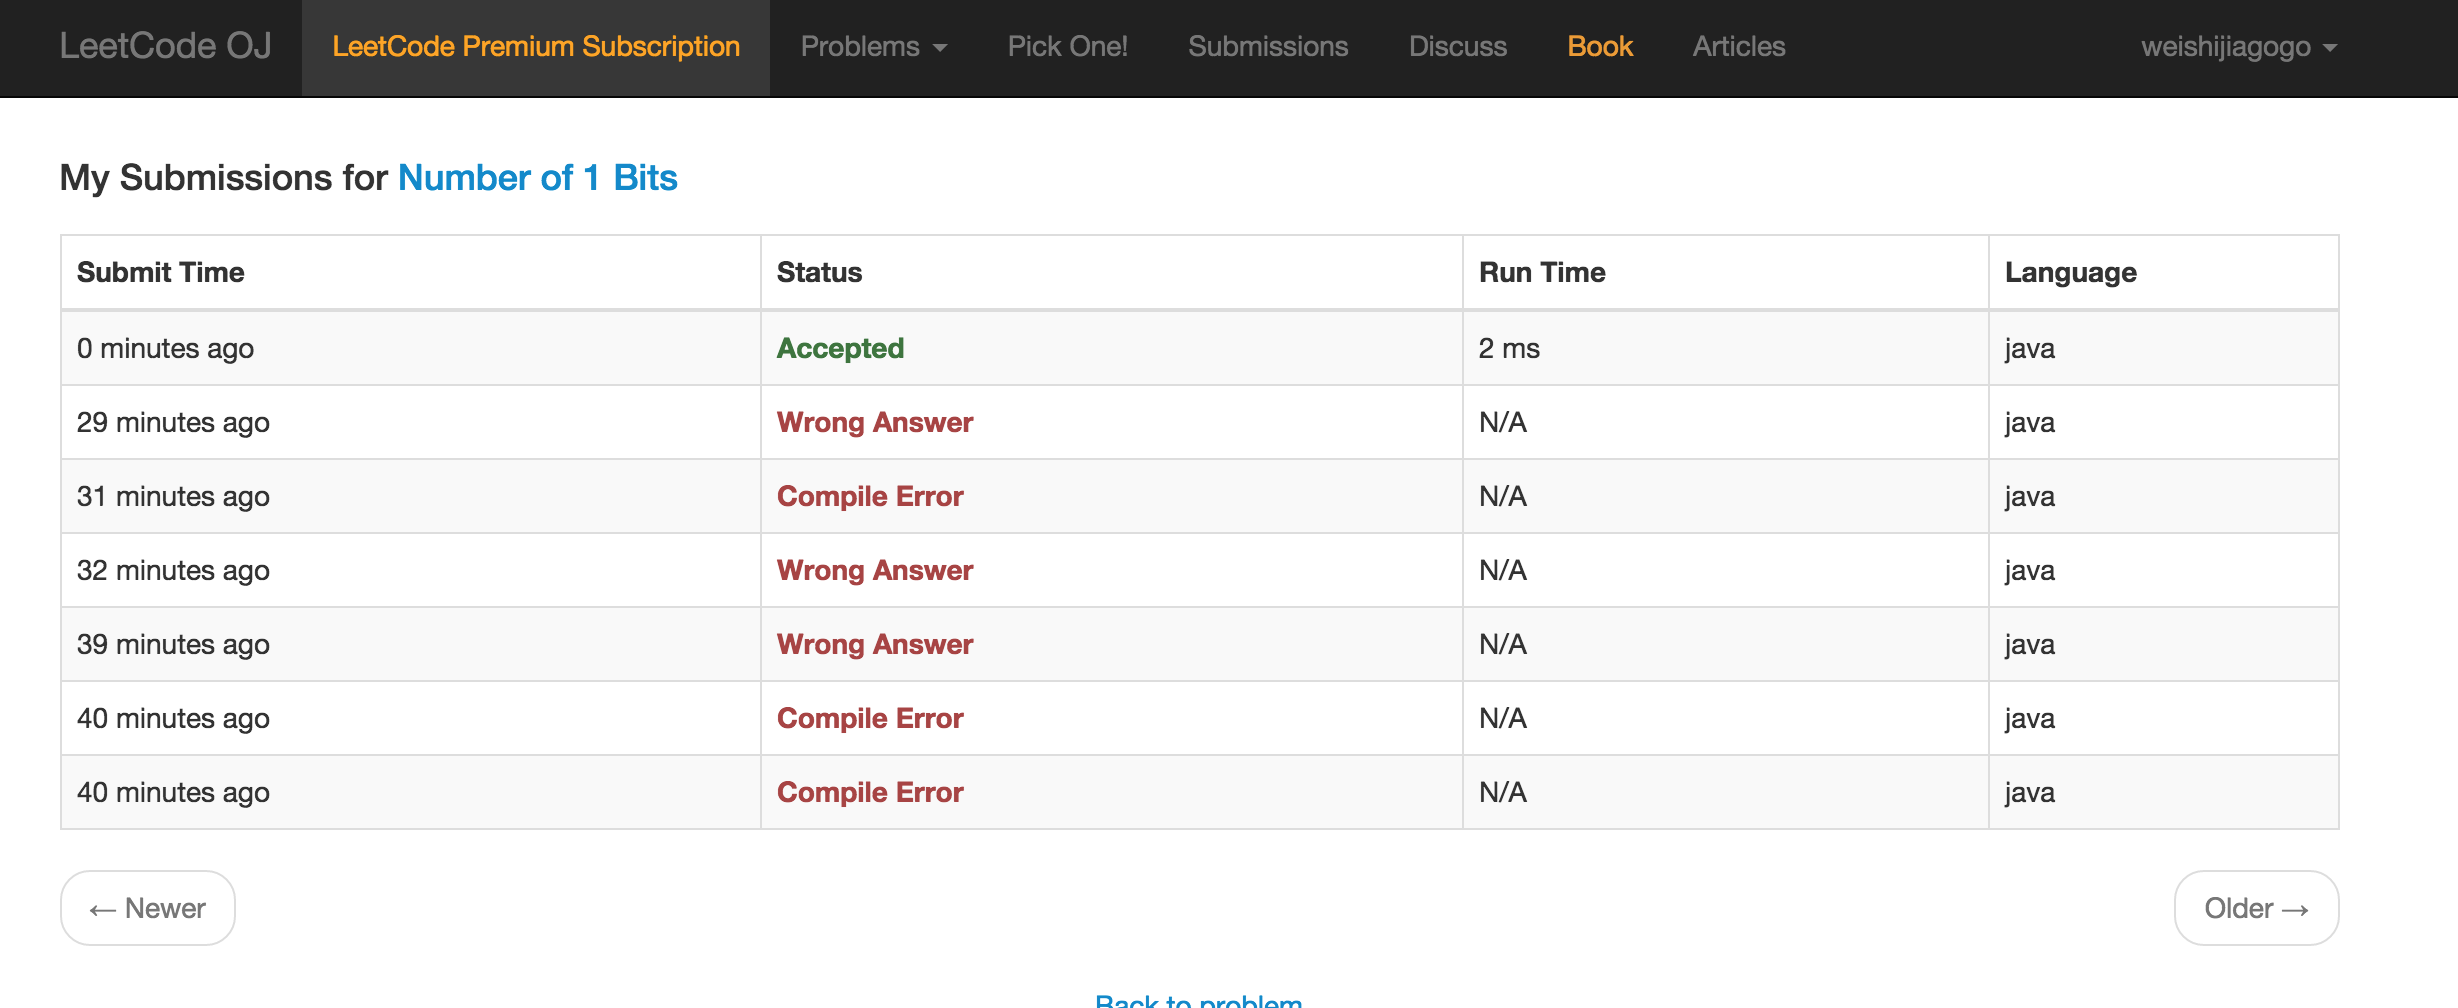 LeetCode OJ LeetCode Premium Subscription Problems Pick One! Submissions Discuss Book Articles weishijiagogo
My Submissions for Number of 1 Bits
Submit Time Status Run Time Language
0 minutes ago Accepted 2 ms java
29 minutes ago Wrong Answer N/A java
31 minutes ago Compile Error N/A java
32 minutes ago Wrong Answer N/A java
39 minutes ago Wrong Answer N/A java
40 minutes ago Compile Error N/A java
40 minutes ago Compile Error N/A java
← Newer Older →
Back to problem